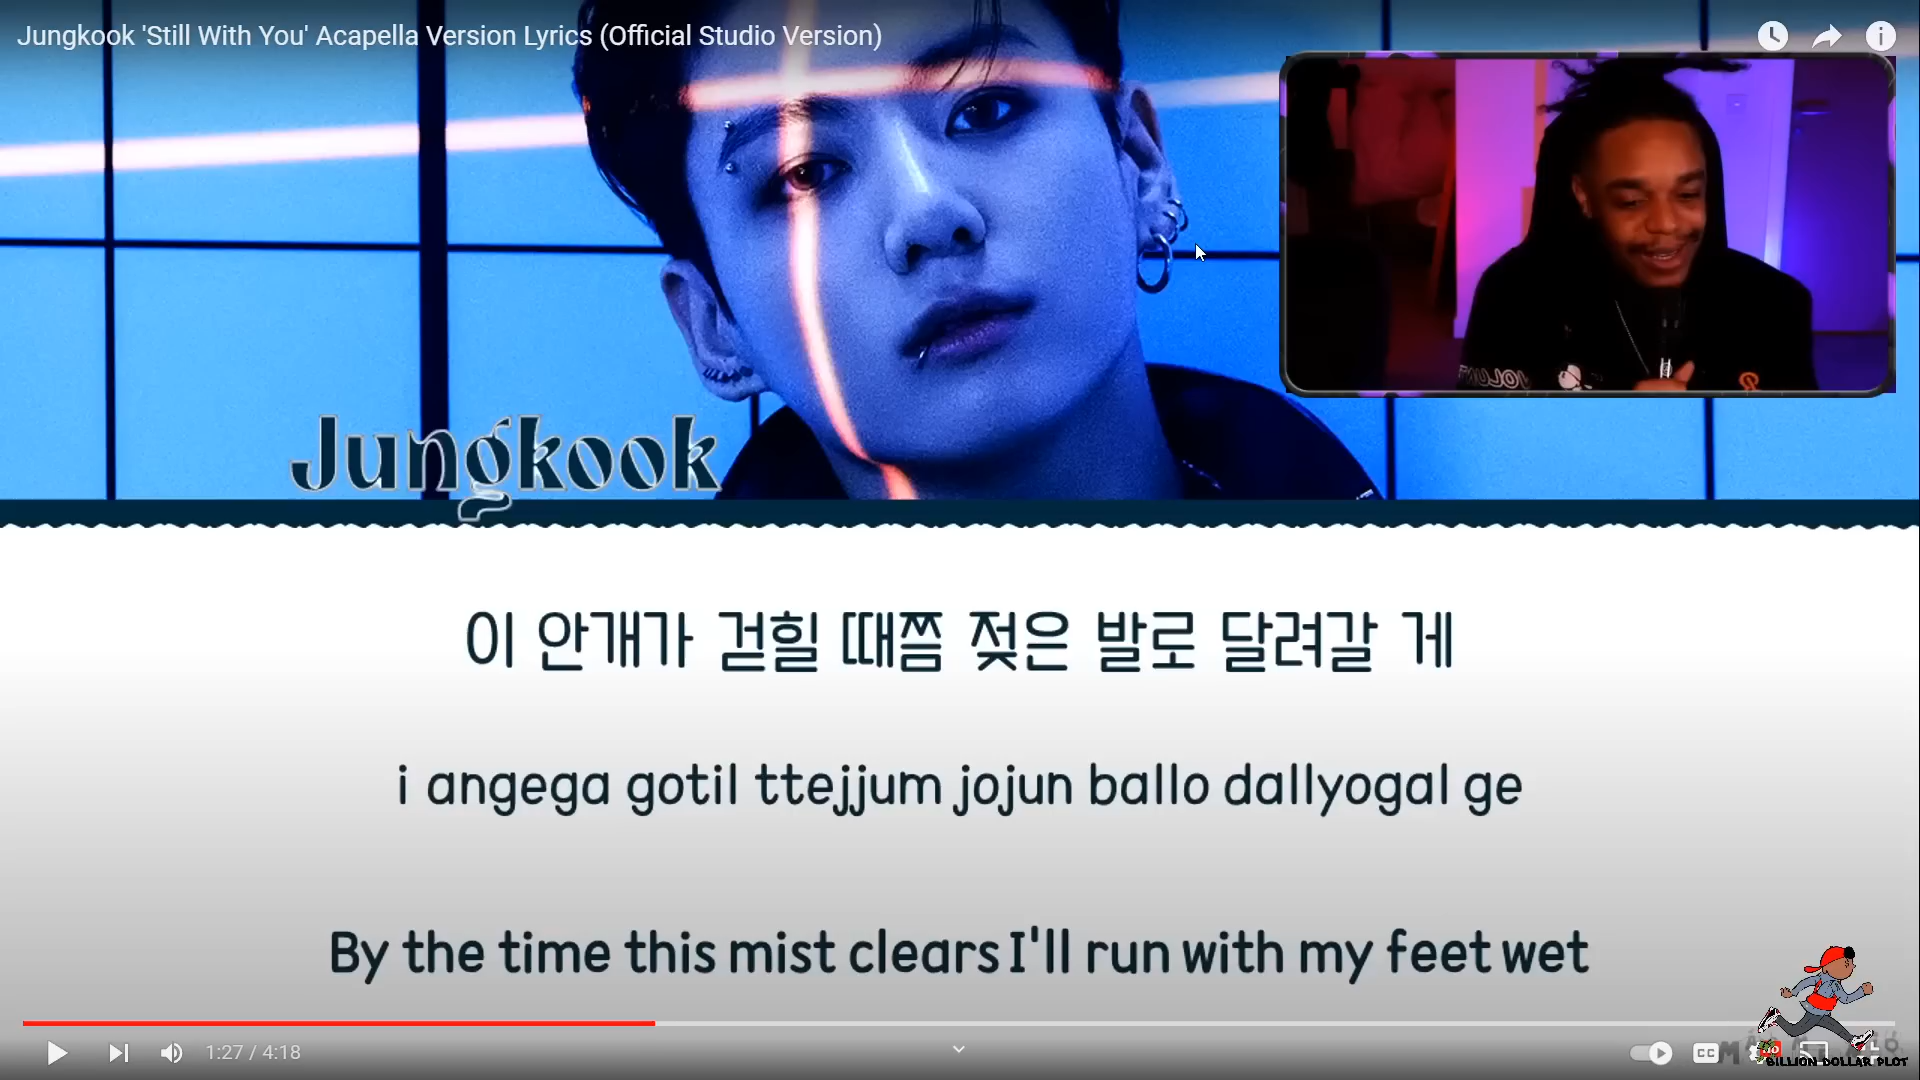 Jungkook 'Still With You' Acapella Version Lyrics (Official Studio Version)
Jungkook
이 안개가 걷힐 때쯤 젖은 발로 달려갈 게
i angega gotil ttejjum jojun ballo dallyogal ge
By the time this mist clears I'll run with my feet wet
1:27 / 4:18
CC
BILLION DOLLAR PLOT